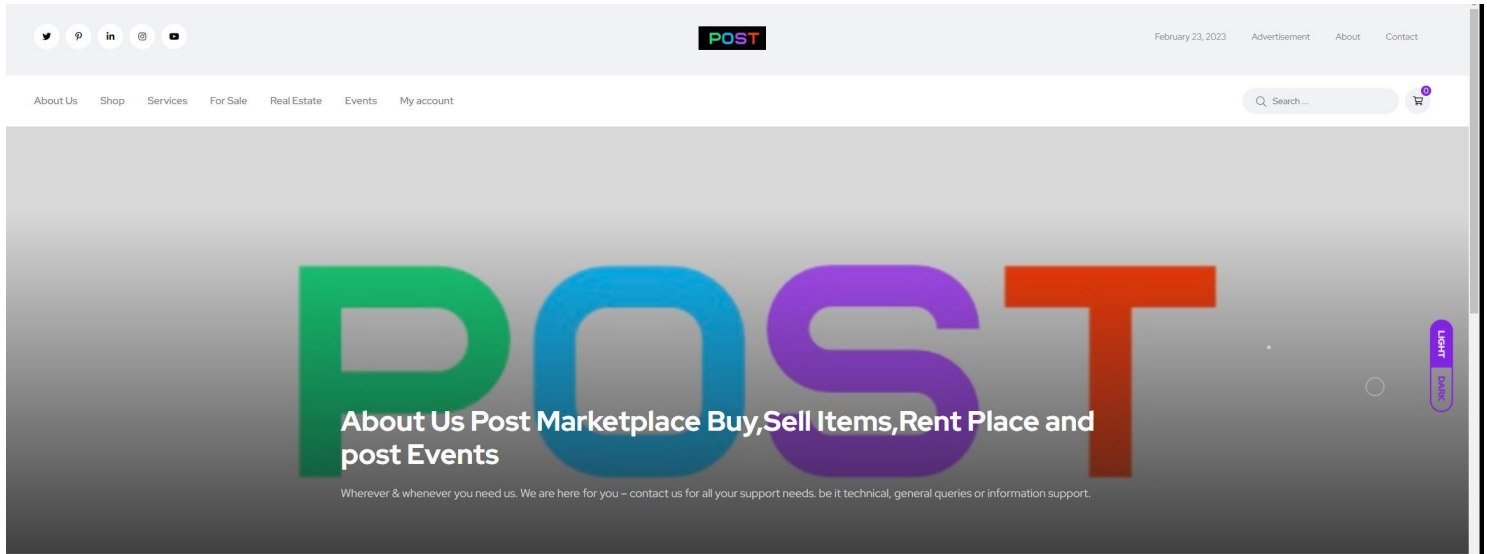 POST
February 23, 2023 Advertisement About Contact
About Us Shop Services For Sale Real Estate Events My account
Search ...
0
POST
LIGHT DARK
About Us Post Marketplace Buy,Sell Items,Rent Place and
post Events
Wherever & whenever you need us. We are here for you – contact us for all your support needs. be it technical, general queries or information support.